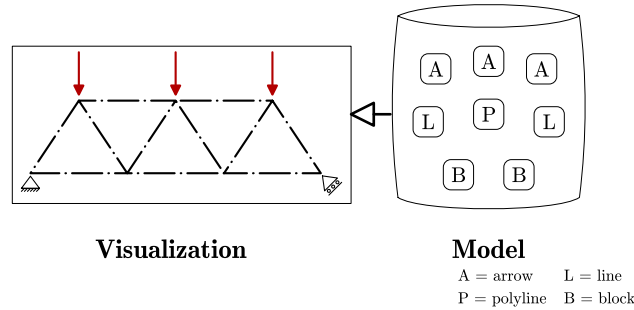 A A A
L P L
B B
Visualization Model
A = arrow L = line
P = polyline B = block